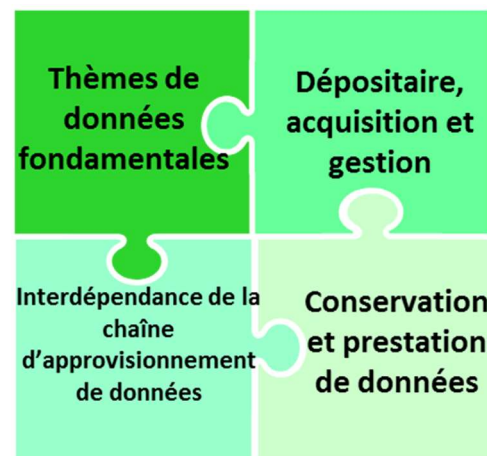 Thèmes de
données
fondamentales
Dépositaire,
acquisition et
gestion
Interdépendance de la
chaîne
d’approvisionnement
de données
Conservation
et prestation
de données